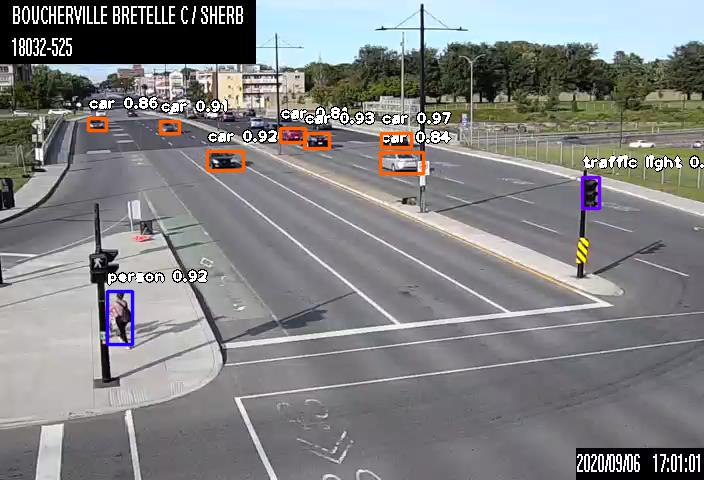 BOUCHERVILLE BRETELLE C / SHERB
18032-525
car 0.86
car 0.91
car 0.93
car 0.97
car 0.92
car 0.84
traffic light 0.
person 0.92
2020/09/06 17:01:01